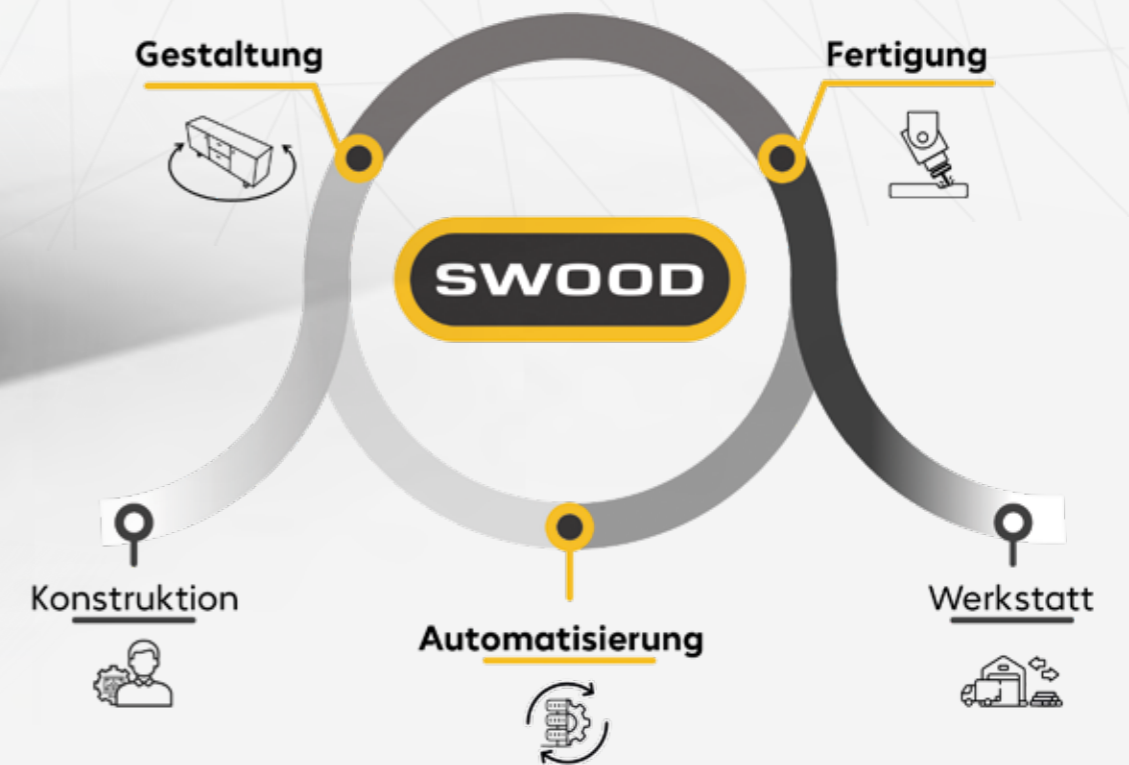 Gestaltung
Fertigung
SWOOD
Konstruktion
Werkstatt
Automatisierung